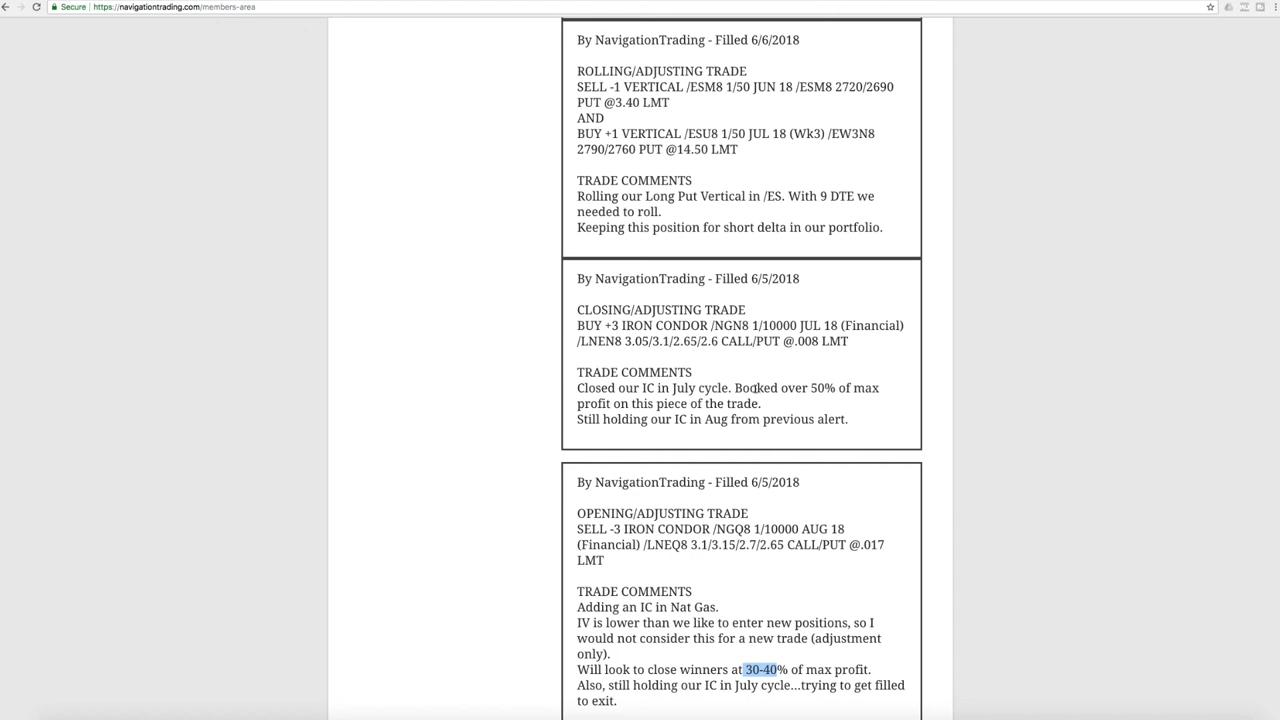 Secure | https://navigationtrading.com/members-area
By NavigationTrading - Filled 6/6/2018
ROLLING/ADJUSTING TRADE
SELL -1 VERTICAL /ESM8 1/50 JUN 18 /ESM8 2720/2690
PUT @3.40 LMT
AND
BUY +1 VERTICAL /ESU8 1/50 JUL 18 (Wk3) /EW3N8
2790/2760 PUT @14.50 LMT
TRADE COMMENTS
Rolling our Long Put Vertical in /ES. With 9 DTE we
needed to roll.
Keeping this position for short delta in our portfolio.
By NavigationTrading - Filled 6/5/2018
CLOSING/ADJUSTING TRADE
BUY +3 IRON CONDOR /NGN8 1/10000 JUL 18 (Financial)
/LNEN8 3.05/3.1/2.65/2.6 CALL/PUT @.008 LMT
TRADE COMMENTS
Closed our IC in July cycle. Booked over 50% of max
profit on this piece of the trade.
Still holding our IC in Aug from previous alert.
By NavigationTrading - Filled 6/5/2018
OPENING/ADJUSTING TRADE
SELL -3 IRON CONDOR /NGQ8 1/10000 AUG 18
(Financial) /LNEQ8 3.1/3.15/2.7/2.65 CALL/PUT @.017
LMT
TRADE COMMENTS
Adding an IC in Nat Gas.
IV is lower than we like to enter new positions, so I
would not consider this for a new trade (adjustment
only).
Will look to close winners at 30-40% of max profit.
Also, still holding our IC in July cycle...trying to get filled
to exit.